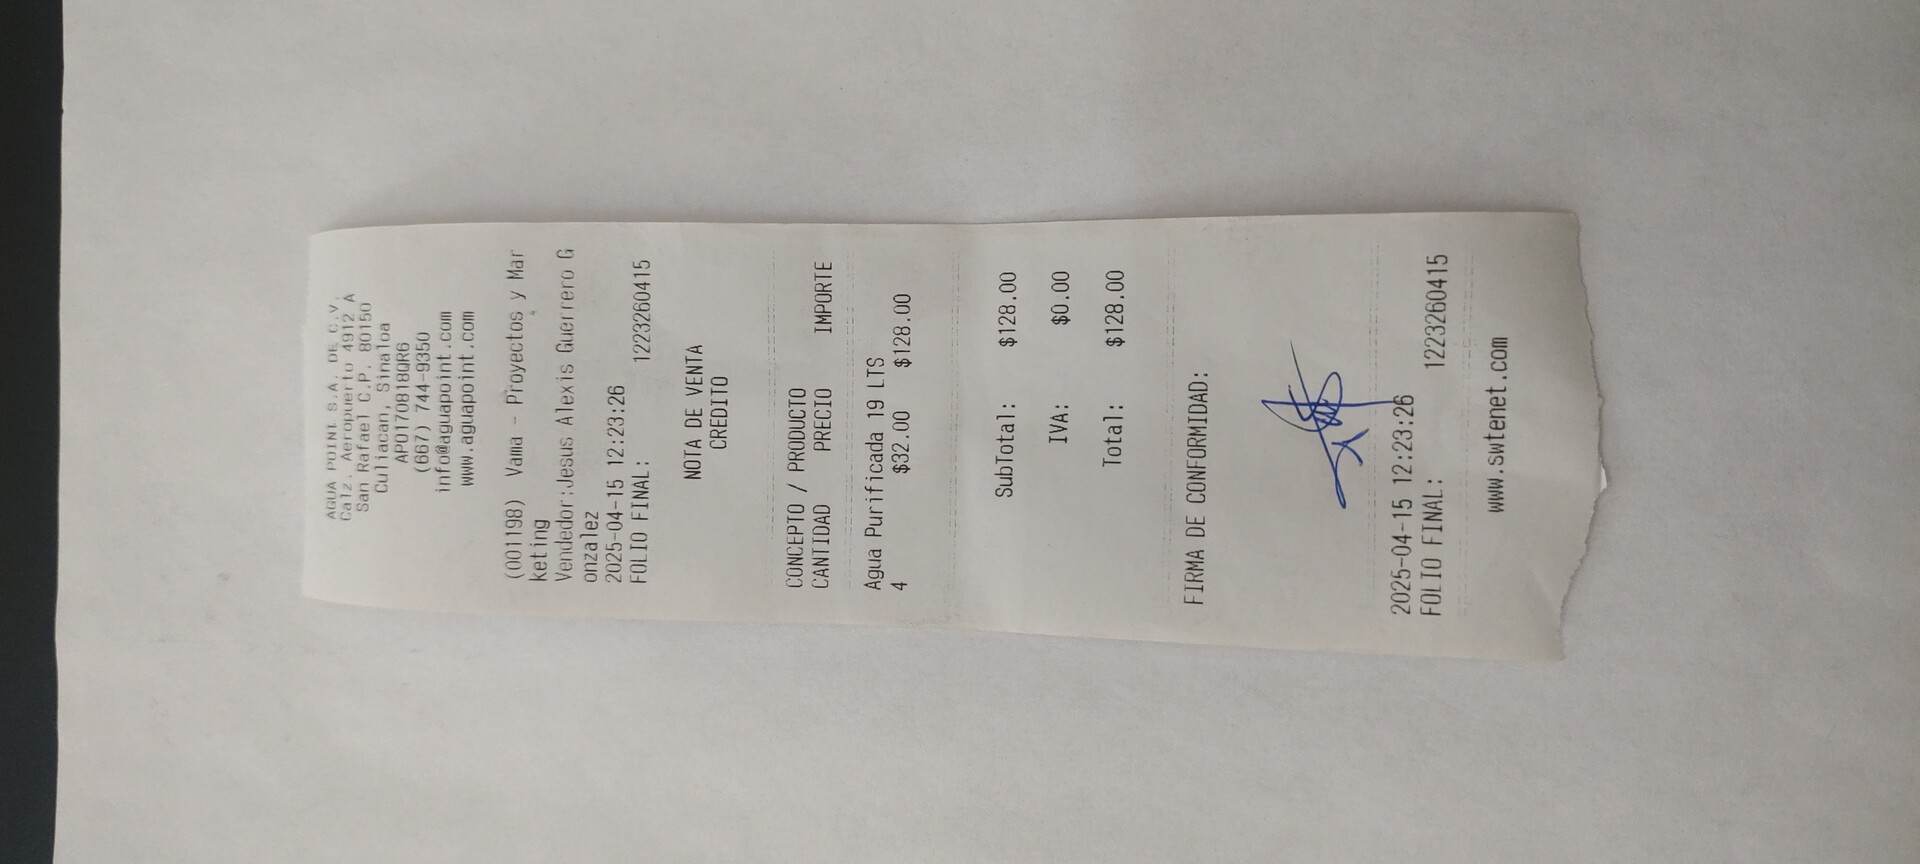 AGUA POINT S.A. DE C.V.
Calz. Aeropuerto 4912 A
San Rafael C.P. 80150
Culiacan, Sinaloa
APO170818QR6
(667) 744-9350
info@aguapoint.com
www.aguapoint.com
(001198) Vama - Proyectos y Mar
keting
Vendedor:Jesus Alexis Guerrero G
onzalez
2025-04-15 12:23:26
FOLIO FINAL: 1223260415
NOTA DE VENTA
CREDITO
CONCEPTO / PRODUCTO
CANTIDAD PRECIO IMPORTE
Agua Purificada 19 LTS
4 $32.00 $128.00
SubTotal: $128.00
IVA: $0.00
Total: $128.00
FIRMA DE CONFORMIDAD:
2025-04-15 12:23:26
FOLIO FINAL: 1223260415
www.swtenet.com